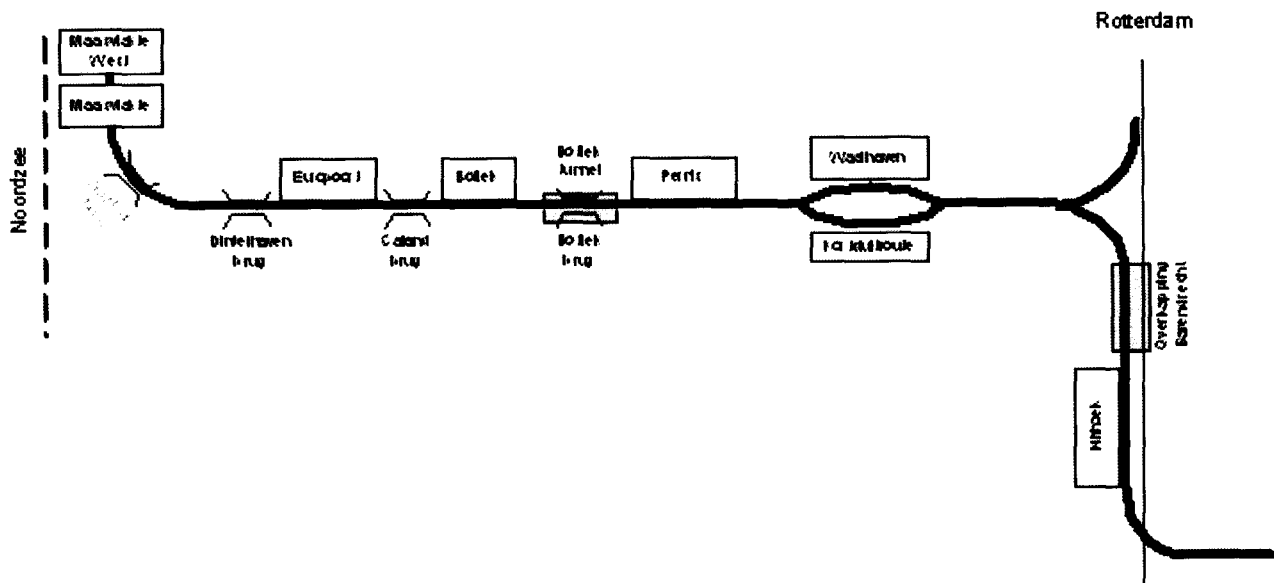 Rotterdam
Maasvlakte
West
Maasvlakte
Noordzee
Europoort
Botlek
Botlek
tunnel
Pernis
Waalhaven
Dintelhaven
brug
Caland
brug
Botlek
brug
Overkapping
Barendrecht
Kijfhoek